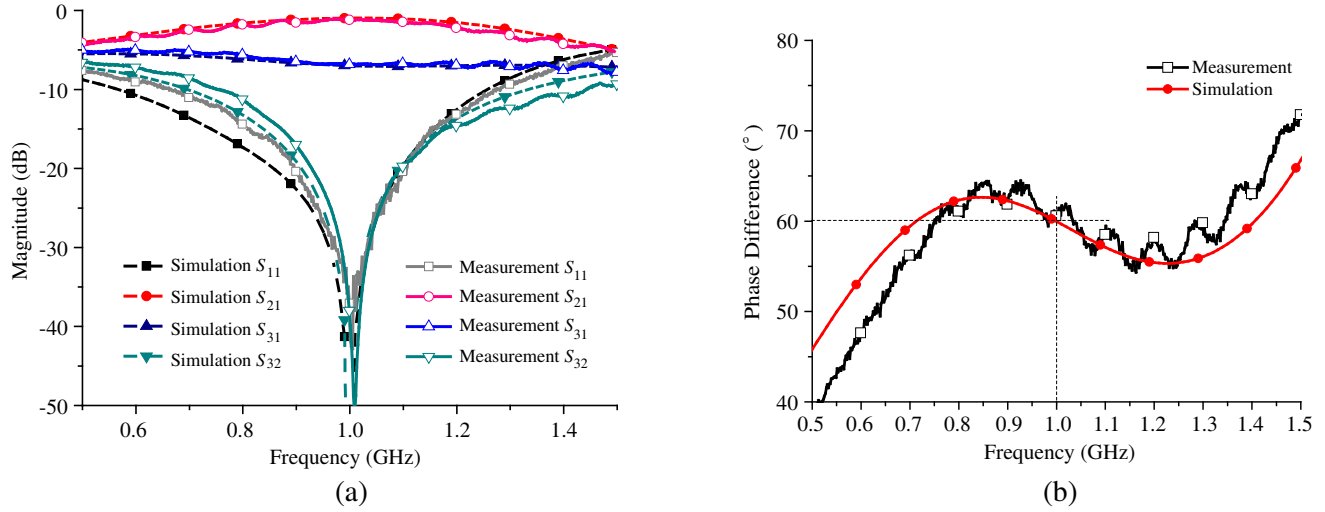 0
-10
-20
-30
-40
-50
Magnitude (dB)
Simulation S11
Simulation S21
Simulation S31
Simulation S32
Measurement S11
Measurement S21
Measurement S31
Measurement S32
0.6 0.8 1.0 1.2 1.4
Frequency (GHz)
(a)
80
70
60
50
40
Phase Difference (°)
Measurement
Simulation
0.5 0.6 0.7 0.8 0.9 1.0 1.1 1.2 1.3 1.4 1.5
Frequency (GHz)
(b)